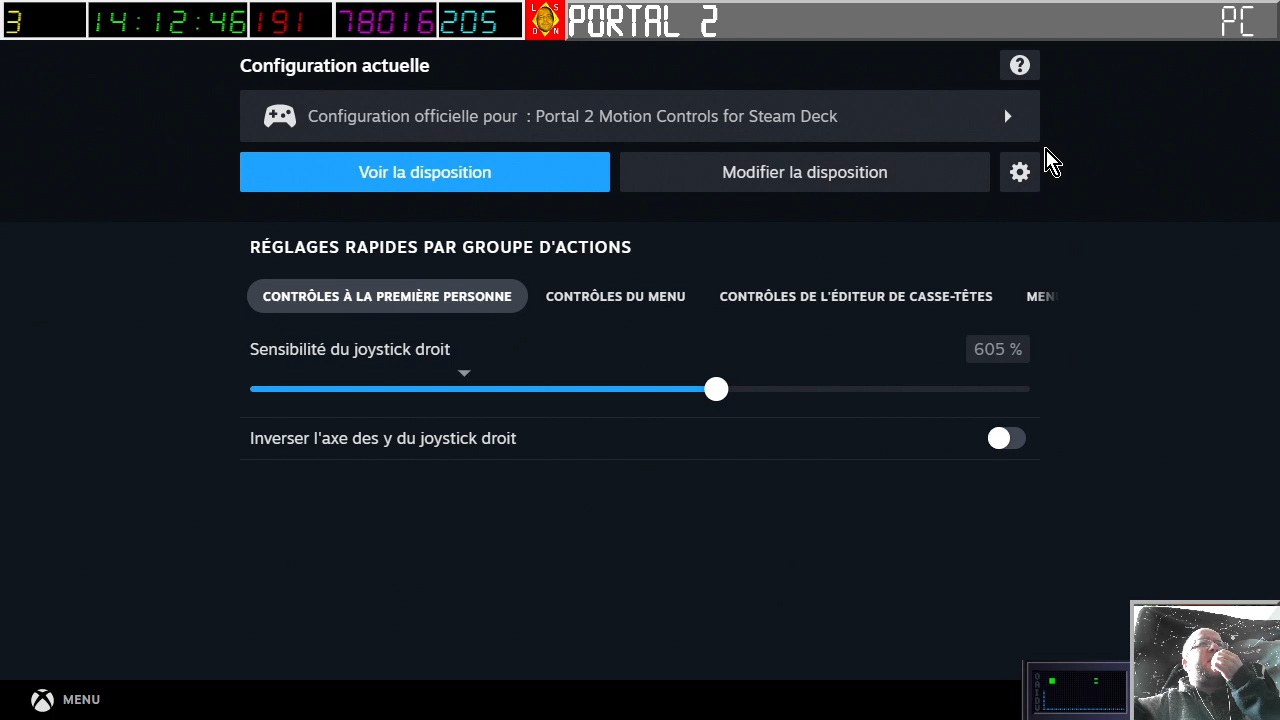 3 14:12:46 191 78016 205 LSDN PORTAL 2 PC
Configuration actuelle
Configuration officielle pour : Portal 2 Motion Controls for Steam Deck
Voir la disposition Modifier la disposition
RÉGLAGES RAPIDES PAR GROUPE D'ACTIONS
CONTRÔLES À LA PREMIÈRE PERSONNE CONTRÔLES DU MENU CONTRÔLES DE L'ÉDITEUR DE CASSE-TÊTES MEN
Sensibilité du joystick droit 605 %
Inverser l'axe des y du joystick droit
MENU